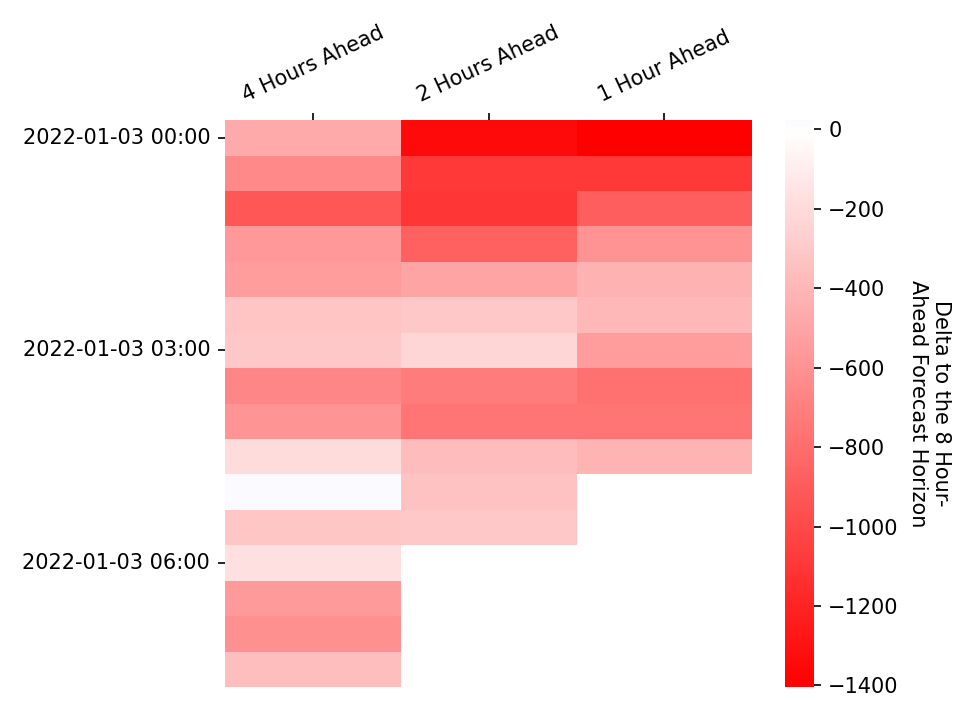 4 Hours Ahead
2 Hours Ahead
1 Hour Ahead
2022-01-03 00:00
2022-01-03 03:00
2022-01-03 06:00
0
−200
−400
−600
−800
−1000
−1200
−1400
Delta to the 8 Hour-
Ahead Forecast Horizon